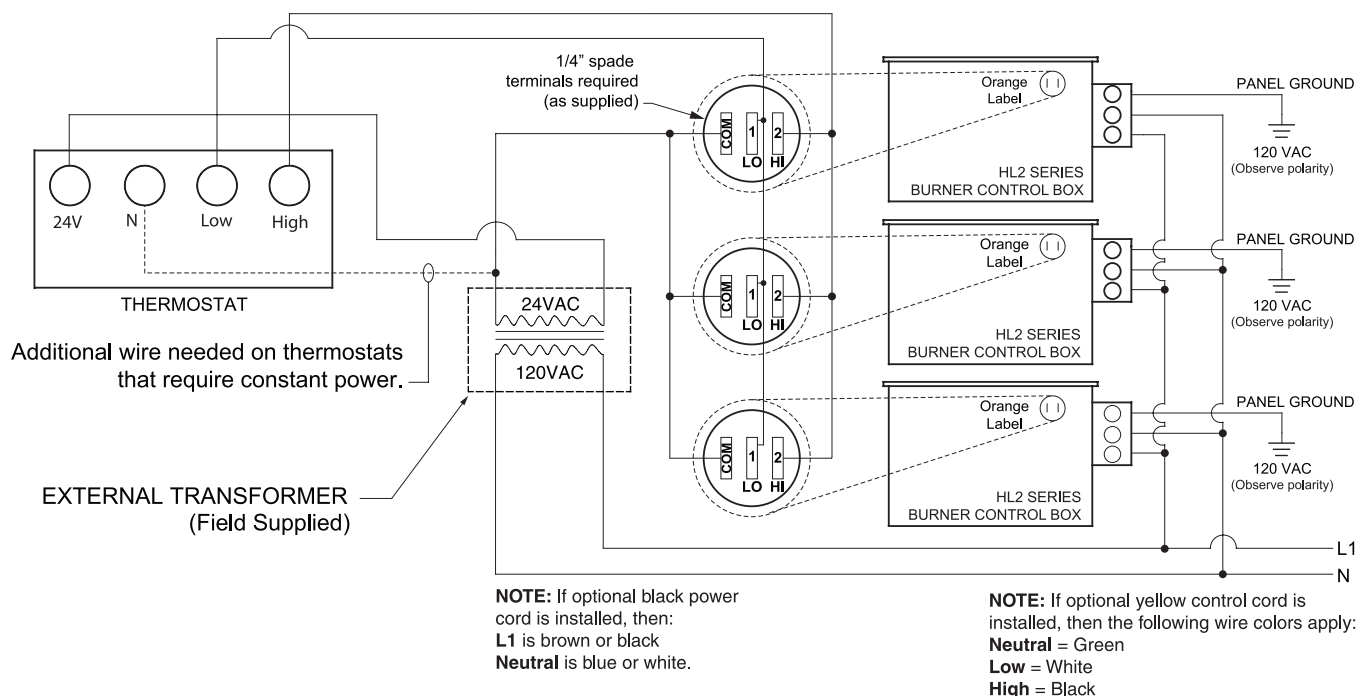 1/4” spade
terminals required
(as supplied)
24V
N
Low
High
THERMOSTAT
Additional wire needed on thermostats
that require constant power.
24VAC
120VAC
EXTERNAL TRANSFORMER
(Field Supplied)
COM
1
2
LO
HI
Orange
Label
HL2 SERIES
BURNER CONTROL BOX
PANEL GROUND
120 VAC
(Observe polarity)
COM
1
2
LO
HI
Orange
Label
HL2 SERIES
BURNER CONTROL BOX
PANEL GROUND
120 VAC
(Observe polarity)
COM
1
2
LO
HI
Orange
Label
HL2 SERIES
BURNER CONTROL BOX
PANEL GROUND
120 VAC
(Observe polarity)
L1
N
NOTE: If optional black power
cord is installed, then:
L1 is brown or black
Neutral is blue or white.
NOTE: If optional yellow control cord is
installed, then the following wire colors apply:
Neutral = Green
Low = White
High = Black